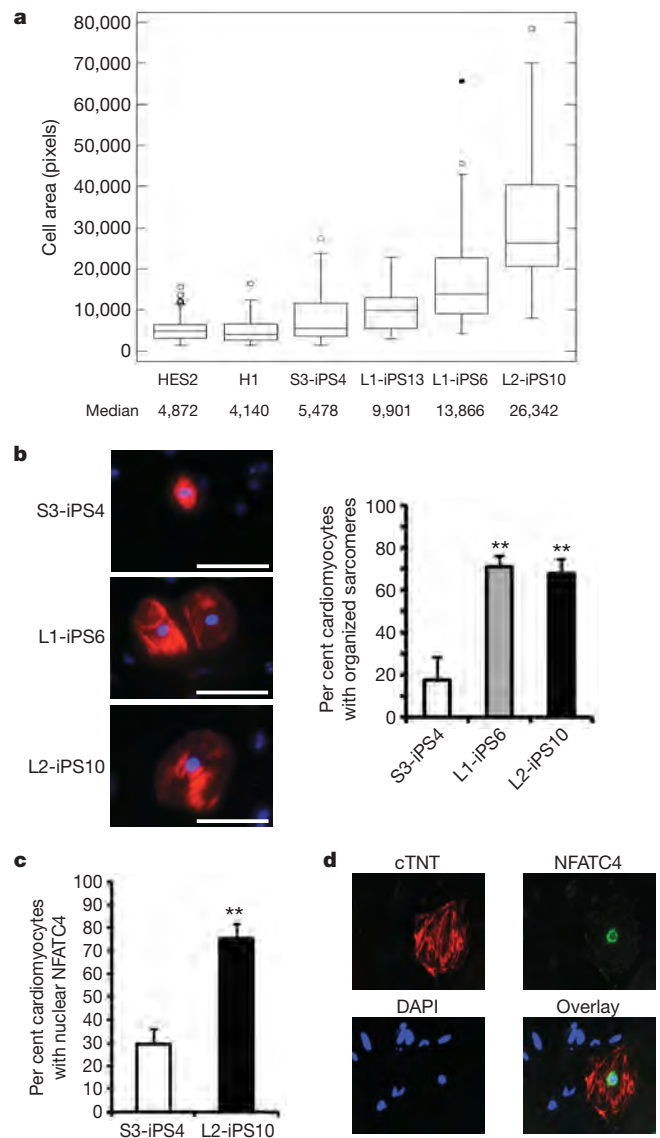 a
80,000
70,000
60,000
50,000
40,000
30,000
20,000
10,000
0
Cell area (pixels)
HES2 H1 S3-iPS4 L1-iPS13 L1-iPS6 L2-iPS10
Median 4,872 4,140 5,478 9,901 13,866 26,342
b
S3-iPS4
L1-iPS6
L2-iPS10
Per cent cardiomyocytes
with organized sarcomeres
100
80
60
40
20
0
**
**
S3-iPS4
L1-iPS6
L2-iPS10
c
Per cent cardiomyocytes
with nuclear NFATC4
100
90
80
70
60
50
40
30
20
10
0
**
S3-iPS4 L2-iPS10
d
cTNT NFATC4
DAPI Overlay